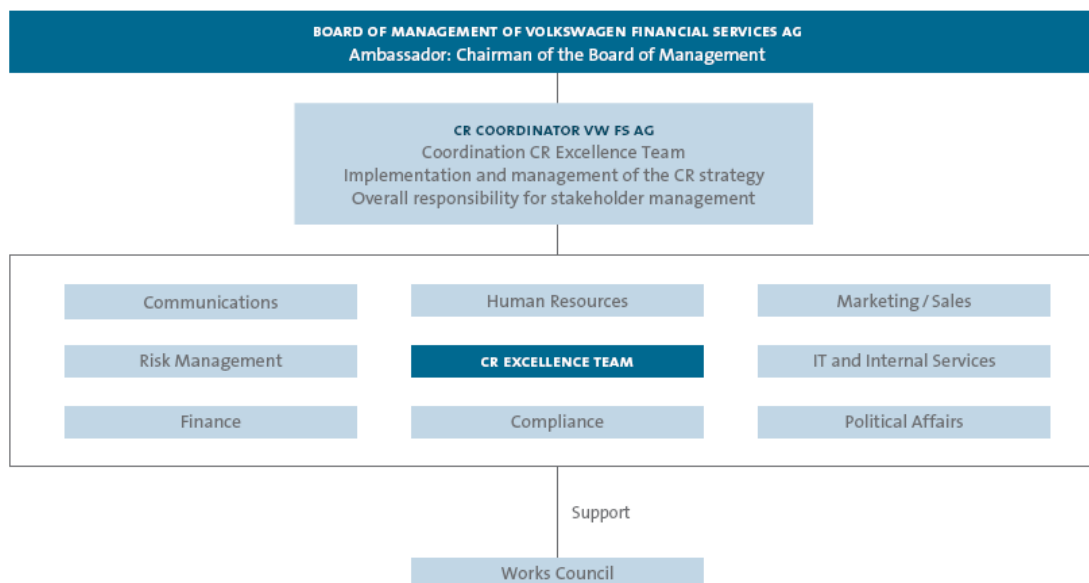 BOARD OF MANAGEMENT OF VOLKSWAGEN FINANCIAL SERVICES AG
Ambassador: Chairman of the Board of Management
CR COORDINATOR VW FS AG
Coordination CR Excellence Team
Implementation and management of the CR strategy
Overall responsibility for stakeholder management
Communications
Human Resources
Marketing / Sales
Risk Management
CR EXCELLENCE TEAM
IT and Internal Services
Finance
Compliance
Political Affairs
Support
Works Council